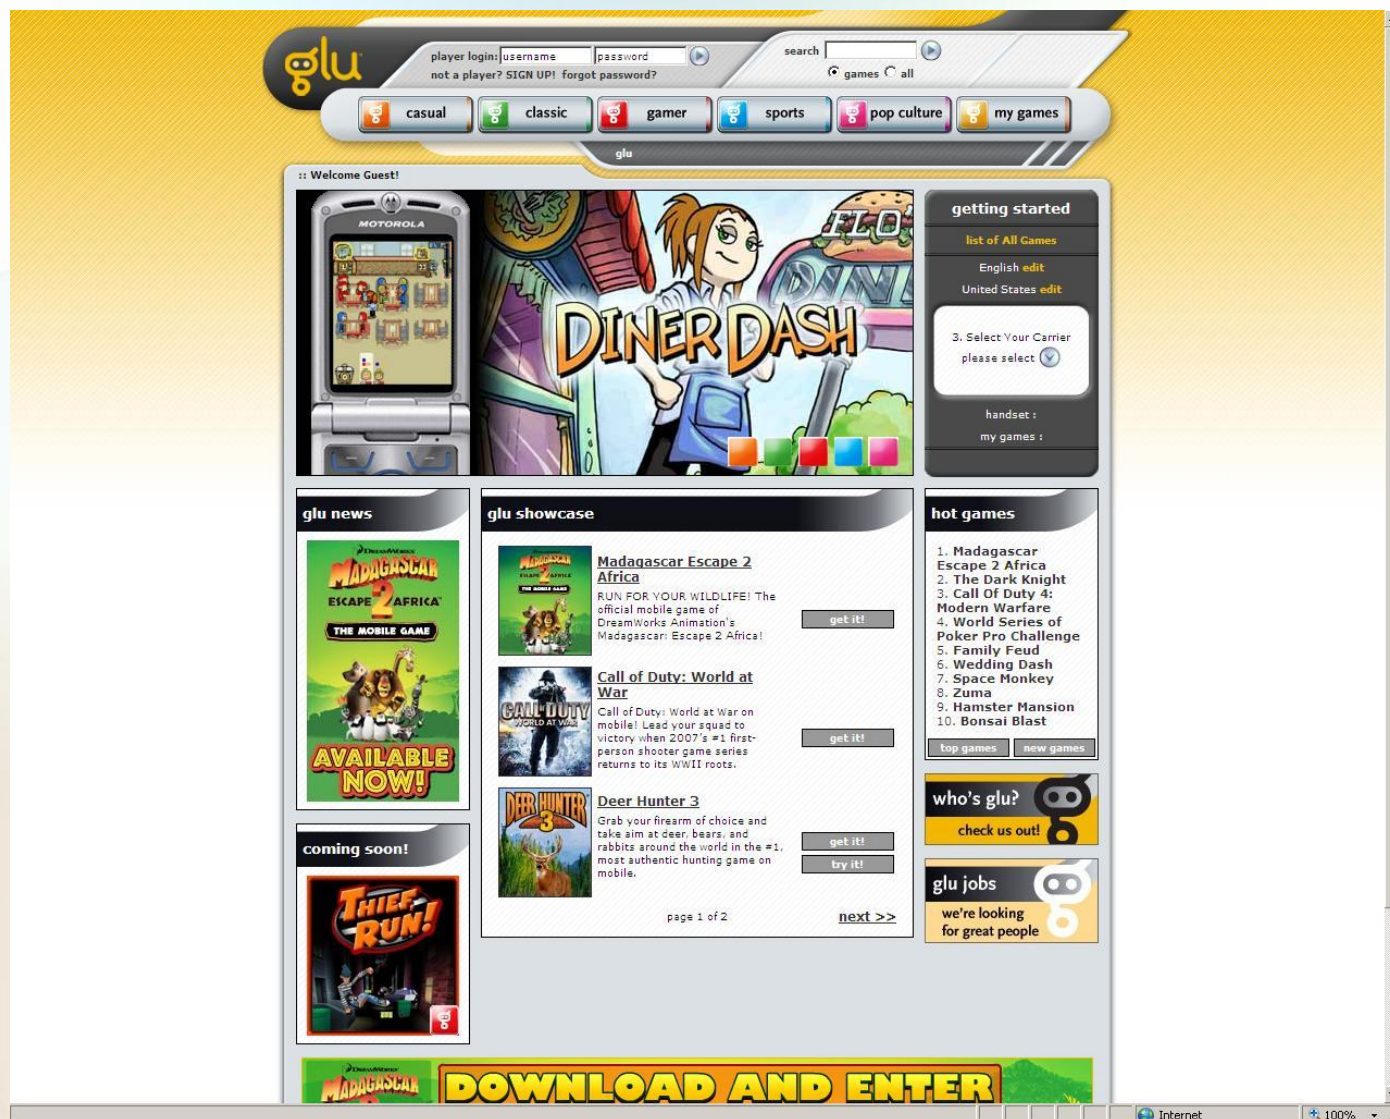 glu
player login: username password
not a player? SIGN UP! forgot password?
search
games all
casual
classic
gamer
sports
pop culture
my games
glu
:: Welcome Guest!
MOTOROLA
FLO'
DIN
DINER DASH
getting started
list of All Games
English edit
United States edit
3. Select Your Carrier
please select
handset :
my games :
glu news
DREAMWORKS
MADAGASCAR
ESCAPE 2 AFRICA
THE MOBILE GAME
AVAILABLE
NOW!
coming soon!
THIEF
RUN!
glu showcase
MADAGASCAR
ESCAPE 2 AFRICA
THE MOBILE GAME
Madagascar Escape 2
Africa
RUN FOR YOUR WILDLIFE! The
official mobile game of
DreamWorks Animation's
Madagascar: Escape 2 Africa!
get it!
CALL OF DUTY
WORLD AT WAR
Call of Duty: World at
War
Call of Duty: World at War on
mobile! Lead your squad to
victory when 2007's #1 first-
person shooter game series
returns to its WWII roots.
get it!
DEER HUNTER
3
Deer Hunter 3
Grab your firearm of choice and
take aim at deer, bears, and
rabbits around the world in the #1,
most authentic hunting game on
mobile.
get it!
try it!
page 1 of 2
next >>
hot games
1. Madagascar
Escape 2 Africa
2. The Dark Knight
3. Call Of Duty 4:
Modern Warfare
4. World Series of
Poker Pro Challenge
5. Family Feud
6. Wedding Dash
7. Space Monkey
8. Zuma
9. Hamster Mansion
10. Bonsai Blast
top games
new games
who's glu?
check us out!
glu jobs
we're looking
for great people
DREAMWORKS
MADAGASCAR
DOWNLOAD AND ENTER
Internet
100%